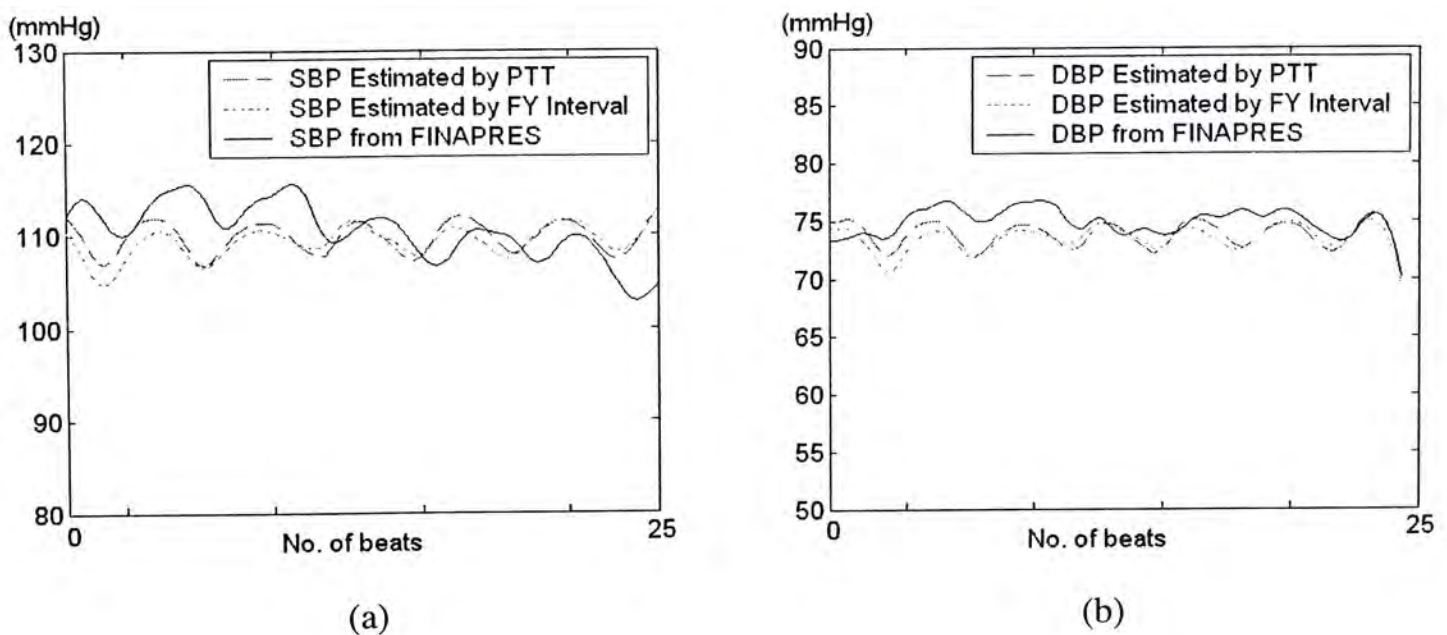 (mmHg)
130
120
110
100
90
80
0
25
No. of beats
SBP Estimated by PTT
SBP Estimated by FY Interval
SBP from FINAPRES
(a)
(mmHg)
90
85
80
75
70
65
60
55
50
0
25
No. of beats
DBP Estimated by PTT
DBP Estimated by FY Interval
DBP from FINAPRES
(b)